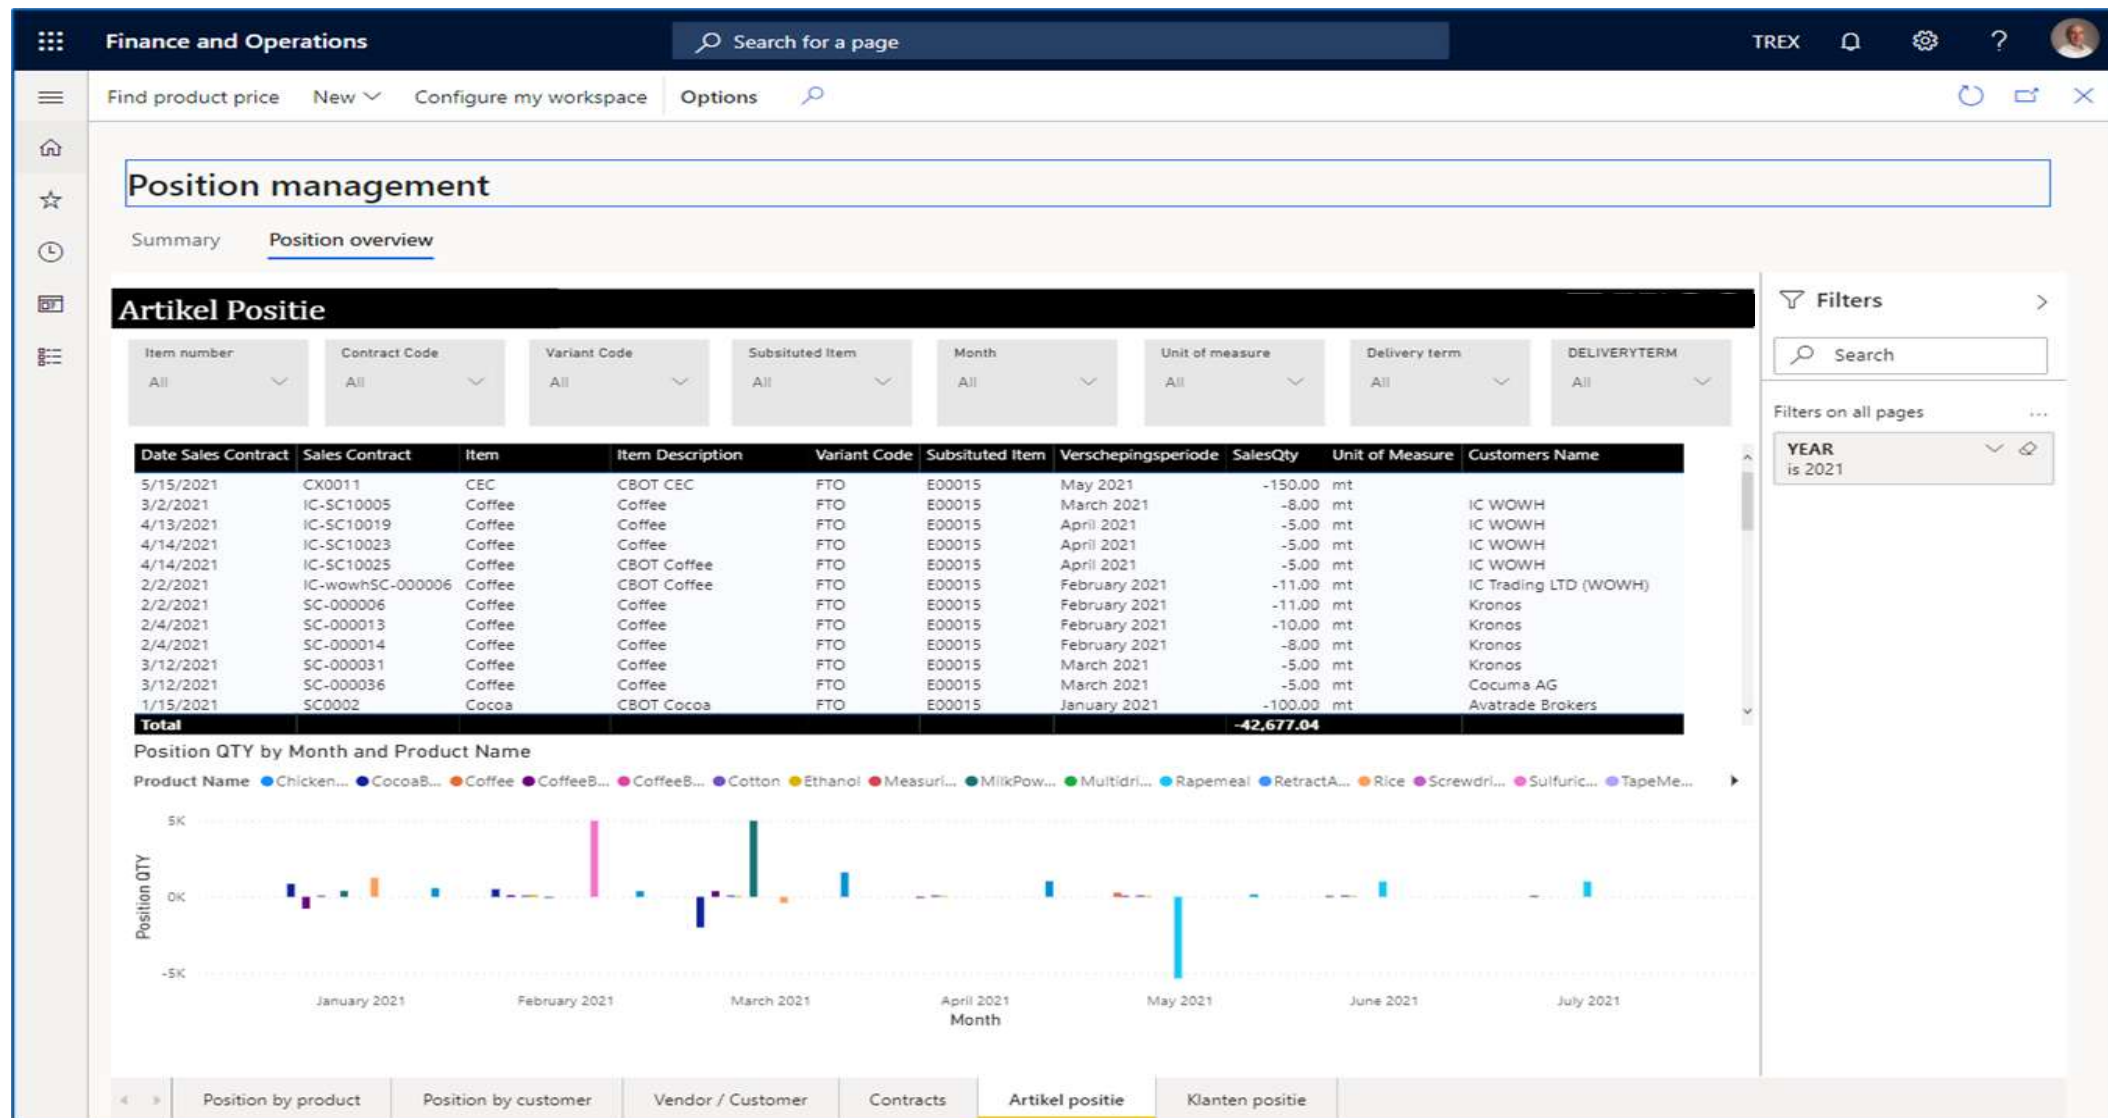 Finance and Operations Search for a page TREX
Find product price New Configure my workspace Options
Position management
Summary Position overview
Artikel Positie
Item number Contract Code Variant Code Subsituted Item Month Unit of measure Delivery term DELIVERYTERM
All All All All All All All All
Filters
Search
Filters on all pages ...
YEAR
is 2021
Date Sales Contract Sales Contract Item Item Description Variant Code Subsituted Item Verschepingsperiode SalesQty Unit of Measure Customers Name
5/15/2021 CX0011 CEC CBOT CEC FTO E00015 May 2021 -150.00 mt
3/2/2021 IC-SC10005 Coffee Coffee FTO E00015 March 2021 -8.00 mt IC WOWH
4/13/2021 IC-SC10019 Coffee Coffee FTO E00015 April 2021 -5.00 mt IC WOWH
4/14/2021 IC-SC10023 Coffee Coffee FTO E00015 April 2021 -5.00 mt IC WOWH
4/14/2021 IC-SC10025 Coffee CBOT Coffee FTO E00015 April 2021 -5.00 mt IC WOWH
2/2/2021 IC-wowhSC-000006 Coffee CBOT Coffee FTO E00015 February 2021 -11.00 mt IC Trading LTD (WOWH)
2/2/2021 SC-000006 Coffee Coffee FTO E00015 February 2021 -11.00 mt Kronos
2/4/2021 SC-000013 Coffee Coffee FTO E00015 February 2021 -10.00 mt Kronos
2/4/2021 SC-000014 Coffee Coffee FTO E00015 February 2021 -8.00 mt Kronos
3/12/2021 SC-000031 Coffee Coffee FTO E00015 March 2021 -5.00 mt Kronos
3/12/2021 SC-000036 Coffee Coffee FTO E00015 March 2021 -5.00 mt Cocuma AG
1/15/2021 SC0002 Cocoa CBOT Cocoa FTO E00015 January 2021 -100.00 mt Avatrade Brokers
Total -42,677.04
Position QTY by Month and Product Name
Product Name Chicken... CocoaB... Coffee CoffeeB... CoffeeB... Cotton Ethanol Measuri... MilkPow... Multidri... Rapemeal RetractA... Rice Screwdri... Sulfuric... TapeMe...
5K
0K
-5K
Position QTY
January 2021 February 2021 March 2021 April 2021 May 2021 June 2021 July 2021
Month
Position by product Position by customer Vendor / Customer Contracts Artikel positie Klanten positie